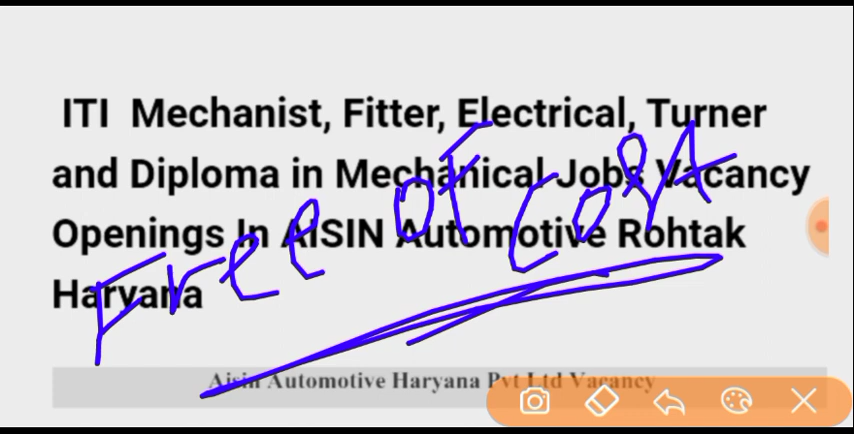 ITI Mechanist, Fitter, Electrical, Turner
and Diploma in Mechanical Jobs Vacancy
Openings In AISIN Automotive Rohtak
Haryana
Free of Cost
Aisin Automotive Haryana Pvt Ltd Vacancy